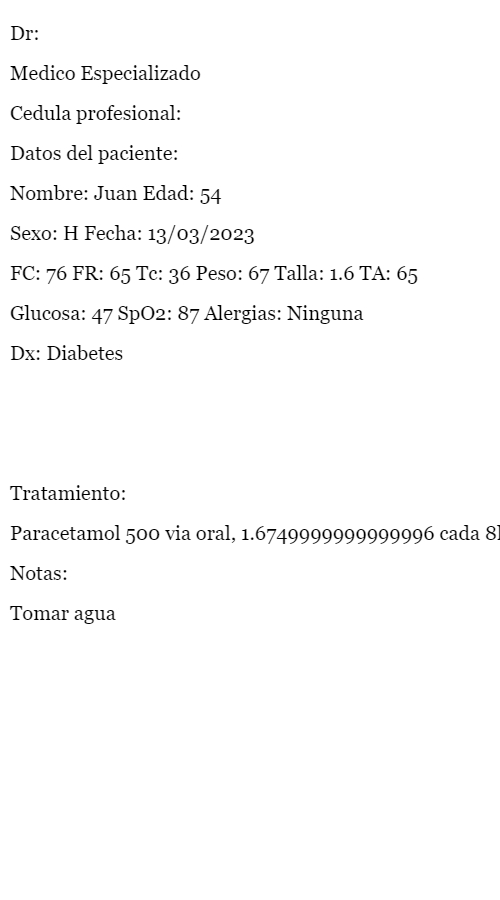 Dr:
Medico Especializado
Cedula profesional:
Datos del paciente:
Nombre: Juan Edad: 54
Sexo: H Fecha: 13/03/2023
FC: 76 FR: 65 Tc: 36 Peso: 67 Talla: 1.6 TA: 65
Glucosa: 47 SpO2: 87 Alergias: Ninguna
Dx: Diabetes
Tratamiento:
Paracetamol 500 via oral, 1.6749999999999996 cada 8
Notas:
Tomar agua